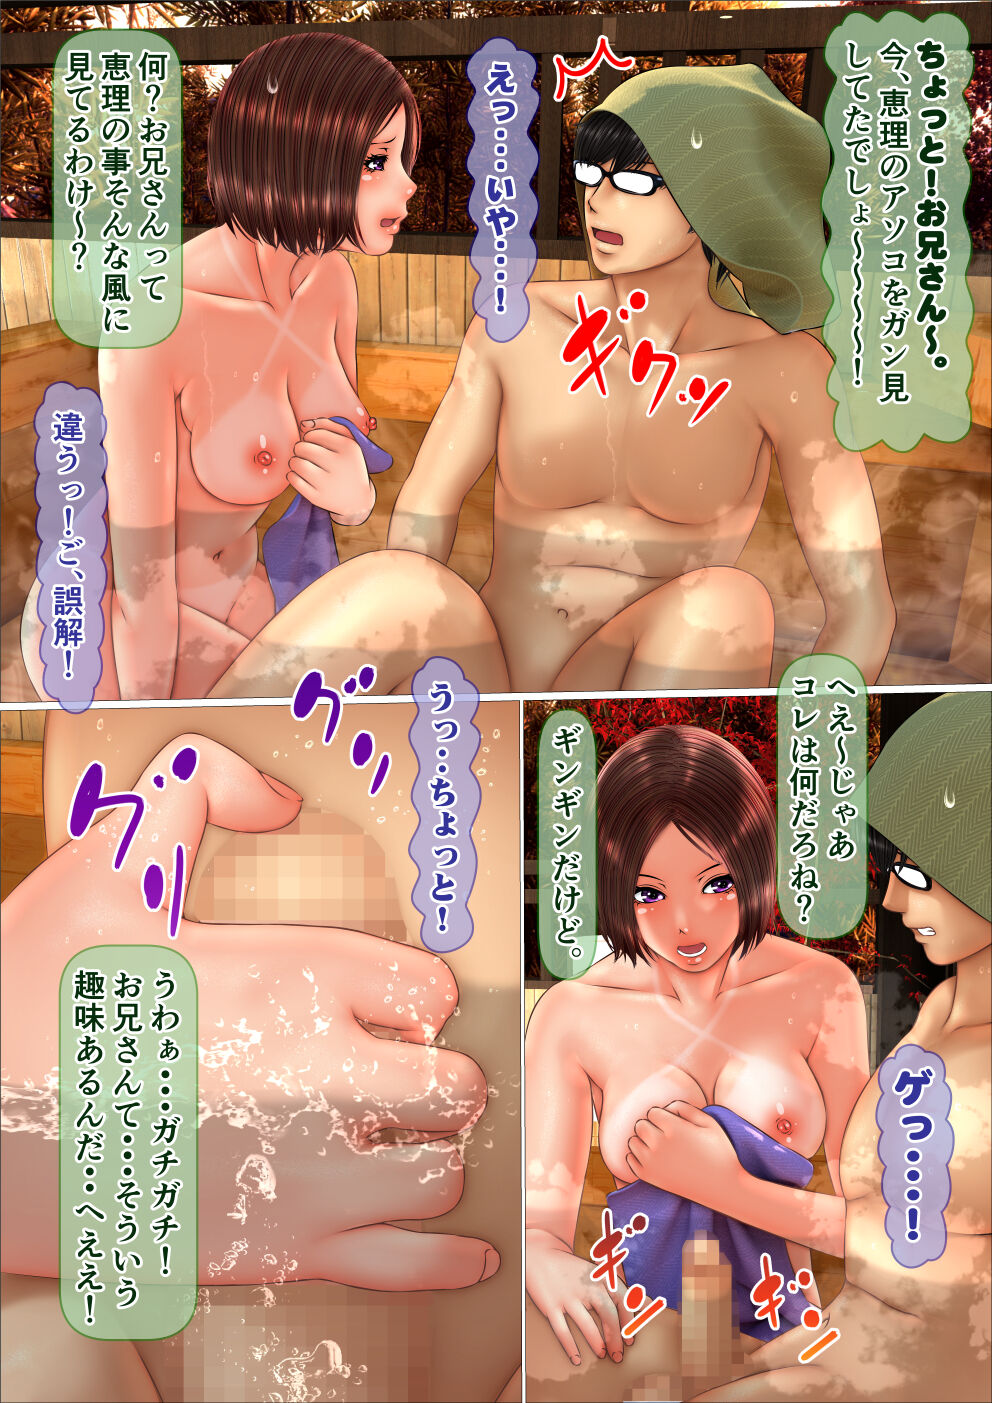 ちょっと!お兄さん〜。
今、恵理のアソコをガン見
してたでしょ〜〜〜〜〜!
えっ・・・・いや・・・・!
ギクッ
何?お兄さんって
恵理の事そんな風に
見てるわけ〜?
違うっ!ご、誤解!
へえ〜じゃあ
コレは何だろね?
ギンギンだけど。
ゲっ・・・・!
ギン
ギン
うっ・・ちょっと!
グリ
グリ
うわぁ・・・ガチガチ!
お兄さんて・・・そういう
趣味あるんだ・・へええ!